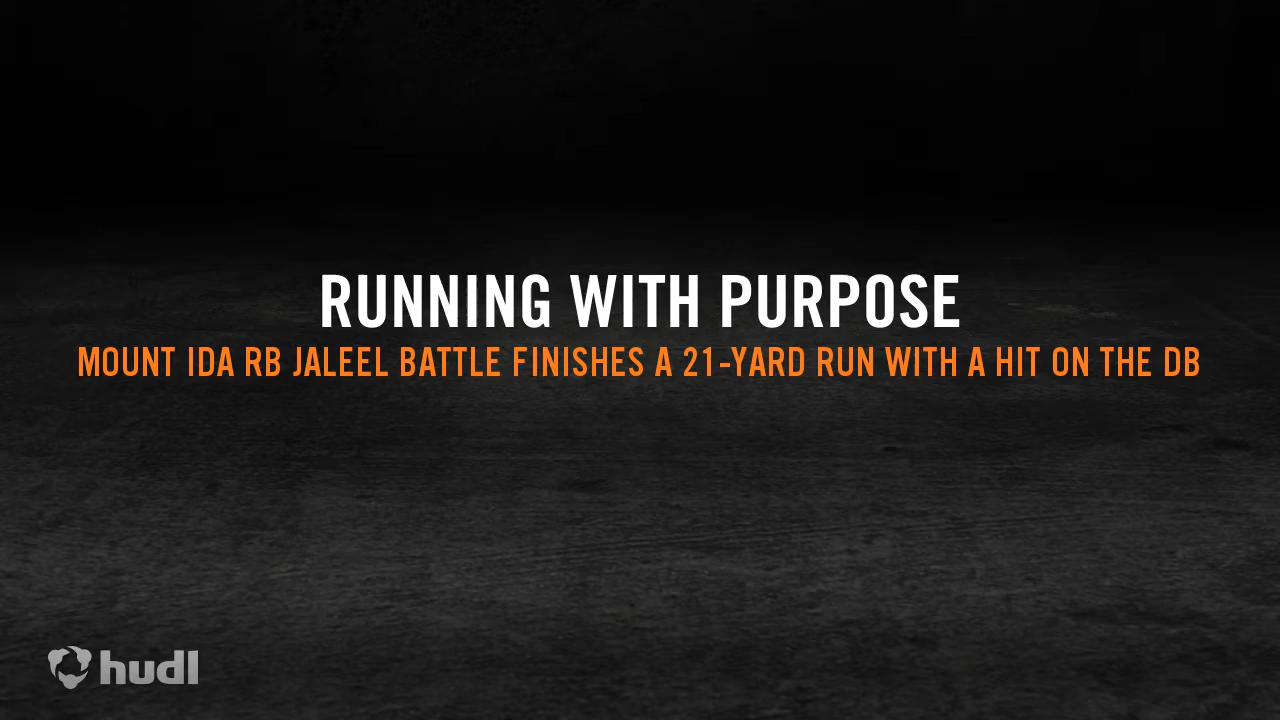 RUNNING WITH PURPOSE
MOUNT IDA RB JALEEL BATTLE FINISHES A 21-YARD RUN WITH A HIT ON THE DB
hudl